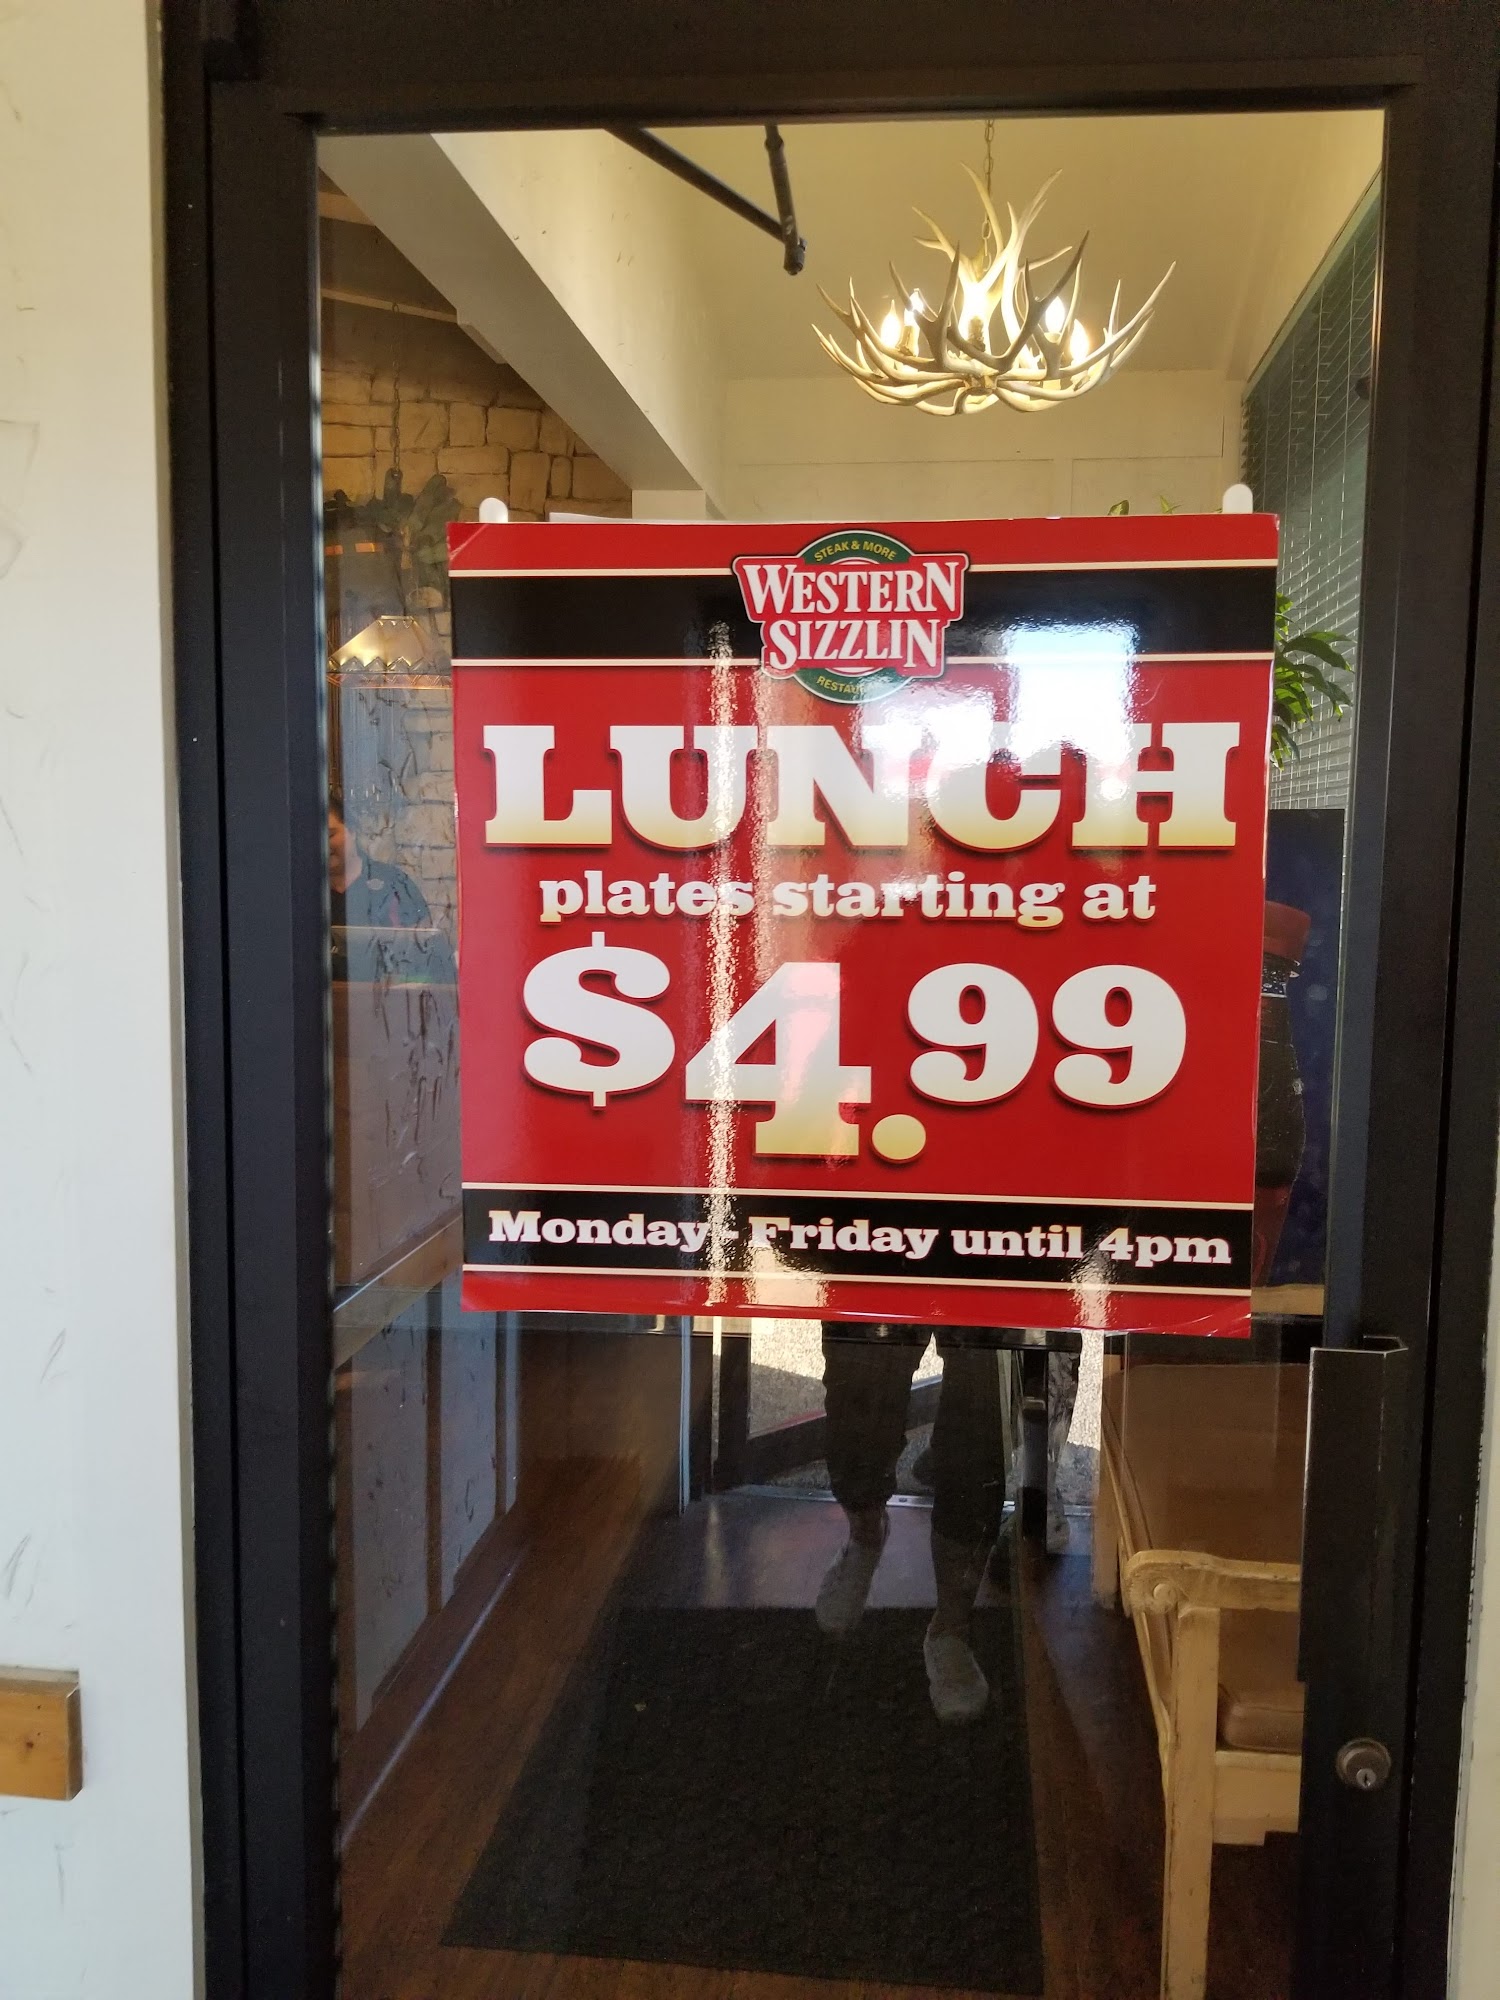 STEAK & MORE
WESTERN
SIZZLIN
RESTAURANT
LUNCH
plates starting at
$4.99
Monday - Friday until 4pm